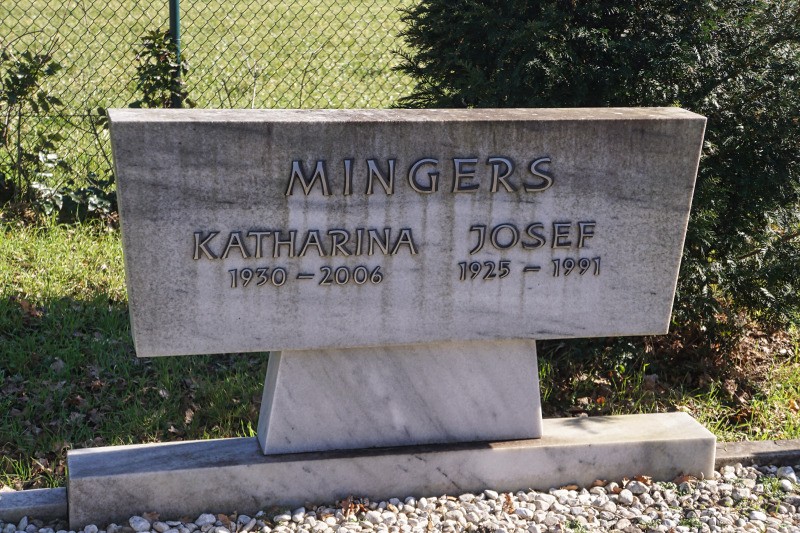 MINGERS
KATHARINA JOSEF
1930 – 2006 1925 – 1991